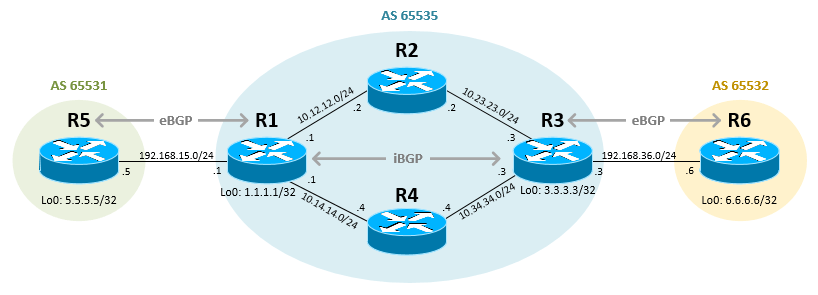 AS 65535
R2
AS 65531
AS 65532
10.12.12.0/24
10.23.23.0/24
.2
.2
R5
eBGP
R1
R3
eBGP
R6
.1
.3
192.168.15.0/24
iBGP
192.168.36.0/24
.5
.1
.1
.3
.3
.6
Lo0: 5.5.5.5/32
Lo0: 1.1.1.1/32
R4
Lo0: 3.3.3.3/32
Lo0: 6.6.6.6/32
10.14.14.0/24
10.34.34.0/24
.4
.4